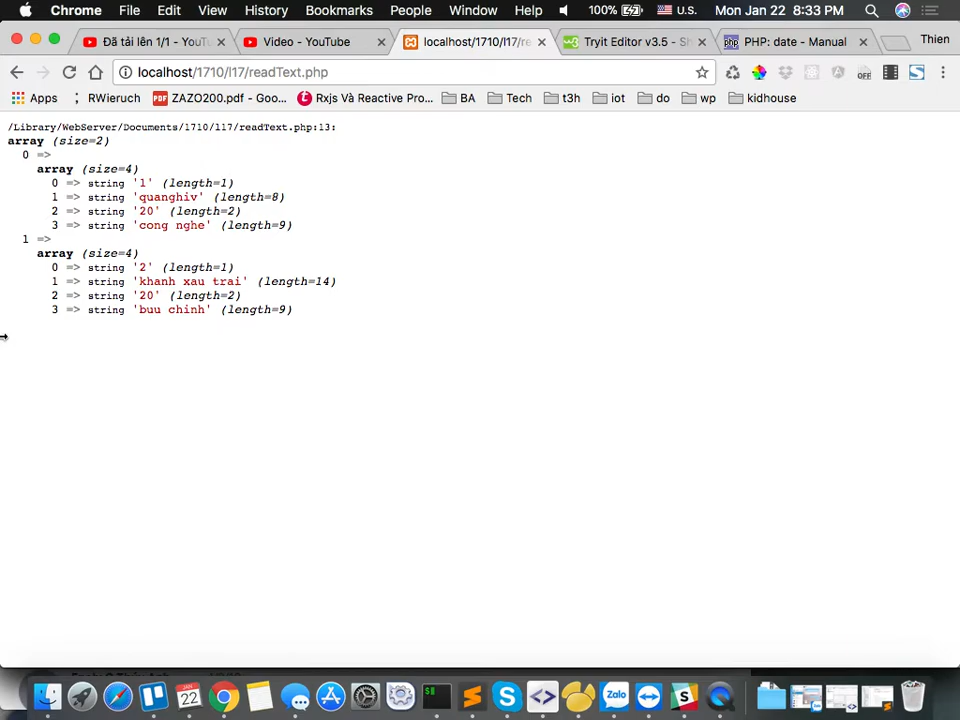 Chrome File Edit View History Bookmarks People Window Help 100% U.S. Mon Jan 22 8:33 PM
Đã tải lên 1/1 - YouTu Video - YouTube localhost/1710/l17/re Tryit Editor v3.5 - Sh PHP: date - Manual Thien
localhost/1710/l17/readText.php OFF
Apps RWieruch ZAZO200.pdf - Goo... Rxjs Và Reactive Pro... BA Tech t3h iot do wp kidhouse
/Library/WebServer/Documents/1710/l17/readText.php:13:
array (size=2)
0 =>
array (size=4)
0 => string '1' (length=1)
1 => string 'quanghiv' (length=8)
2 => string '20' (length=2)
3 => string 'cong nghe' (length=9)
1 =>
array (size=4)
0 => string '2' (length=1)
1 => string 'khanh xau trai' (length=14)
2 => string '20' (length=2)
3 => string 'buu chinh' (length=9)
22 Zalo